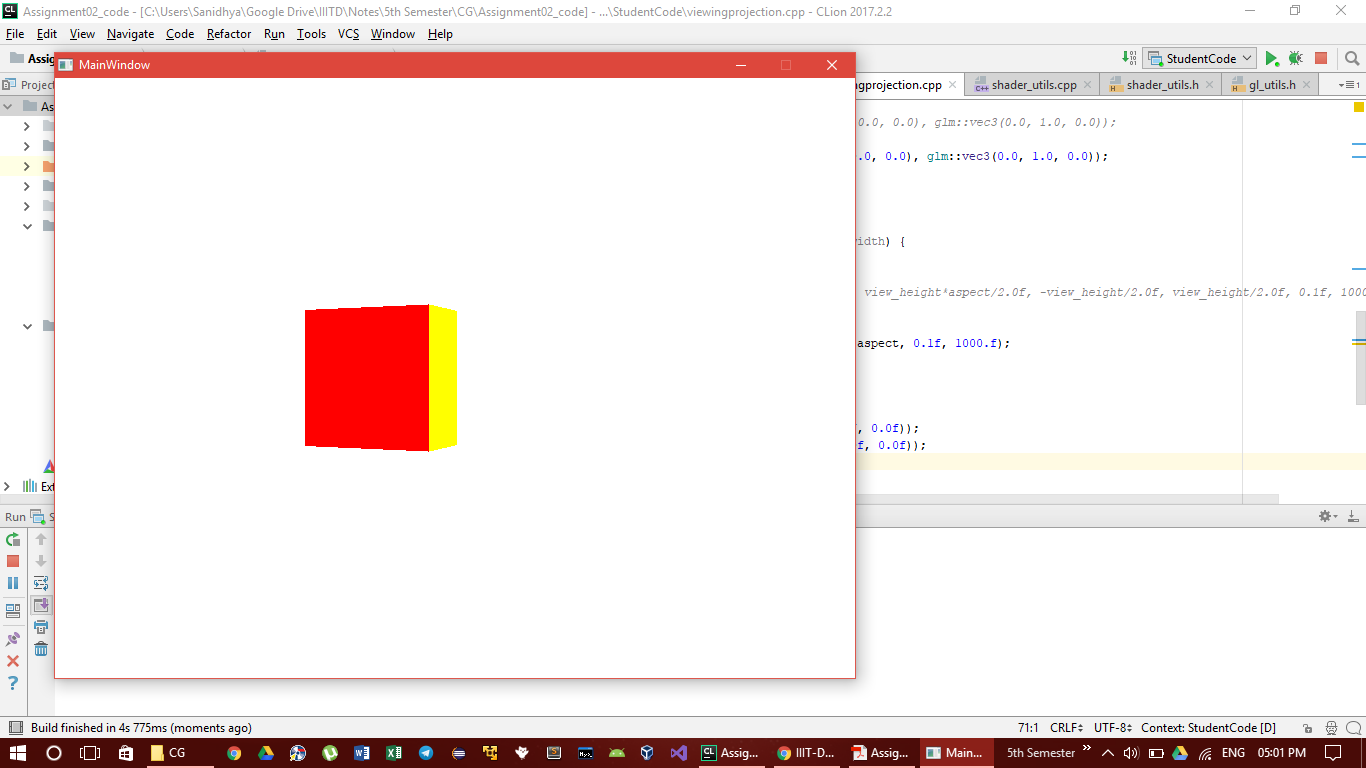 Assignment02_code - [C:\Users\Sanidhya\Google Drive\IIITD\Notes\5th Semester\CG\Assignment02_code] - ...\StudentCode\viewingprojection.cpp - CLion 2017.2.2
File Edit View Navigate Code Refactor Run Tools VCS Window Help
Assig StudentCode
MainWindow
Projec gprojection.cpp shader_utils.cpp shader_utils.h gl_utils.h
As
0.0, 0.0), glm::vec3(0.0, 1.0, 0.0));
.0, 0.0), glm::vec3(0.0, 1.0, 0.0));
width) {
view_height*aspect/2.0f, -view_height/2.0f, view_height/2.0f, 0.1f, 1000
aspect, 0.1f, 1000.f);
, 0.0f));
f, 0.0f));
Ext
Run S
Build finished in 4s 775ms (moments ago) 71:1 CRLF UTF-8 Context: StudentCode [D]
CG Assig... IIIT-D... Assig... Main... 5th Semester ENG 05:01 PM